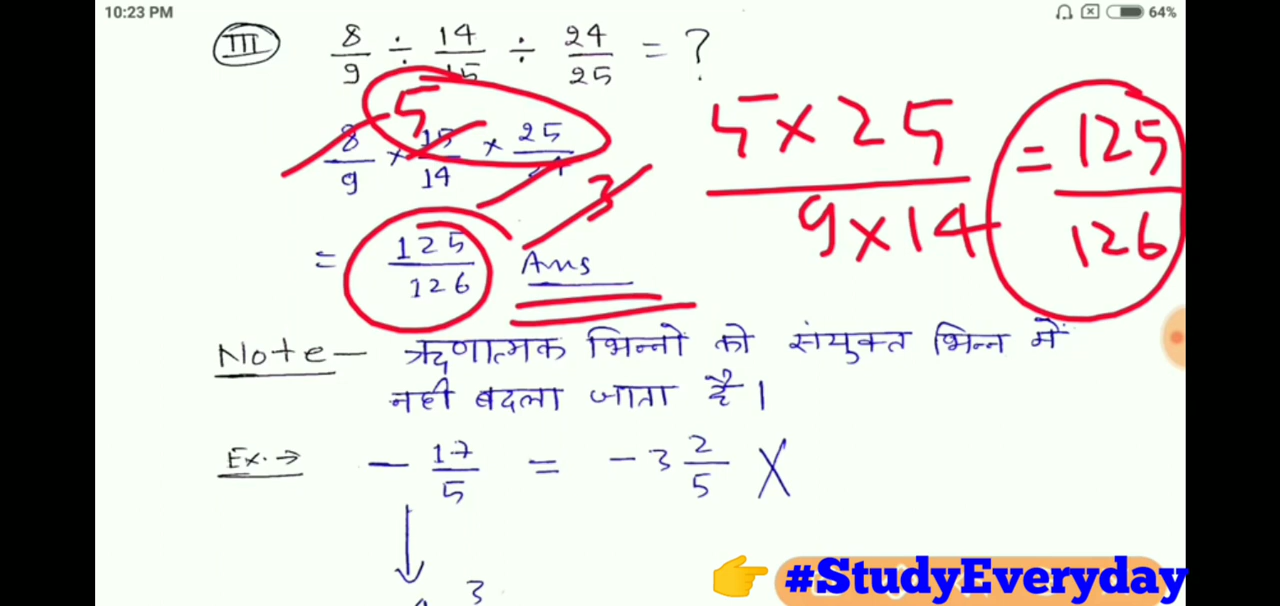 10:23 PM 64%
III 8/9 ÷ 14/15 ÷ 24/25 = ?
5
8/9 × 15/14 × 25/24
3
5 × 25 / 9 × 14 = 125/126
= 125/126 Ans
Note - ऋणात्मक भिन्नो को संयुक्त भिन्न में
नही बदला जाता है।
Ex. → - 17/5 = - 3 2/5 X
3
👉 #StudyEveryday